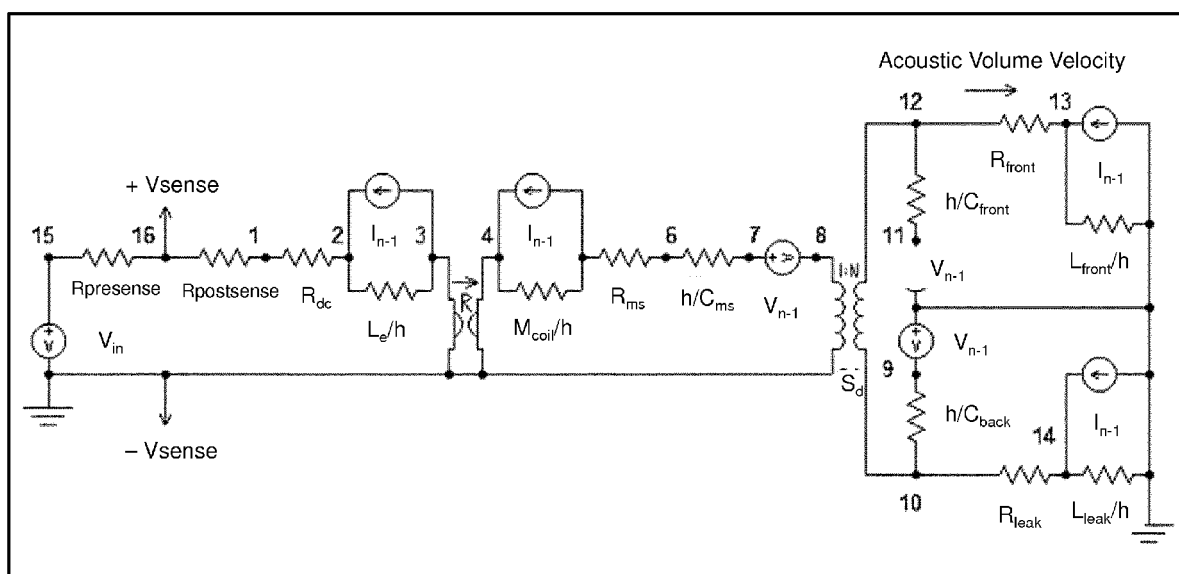 Acoustic Volume Velocity
12
13
R_front
I_n-1
+ Vsense
h/C_front
15
16
1
2
I_n-1
3
4
I_n-1
6
7
8
11
L_front/h
Rpresense
Rpostsense
R_dc
L_e/h
R
M_coil/h
R_ms
h/C_ms
V_n-1
+ v
1:N
V_n-1
+ v
V_in
+ v
V_n-1
9
S_d
h/C_back
14
I_n-1
– Vsense
10
R_leak
L_leak/h